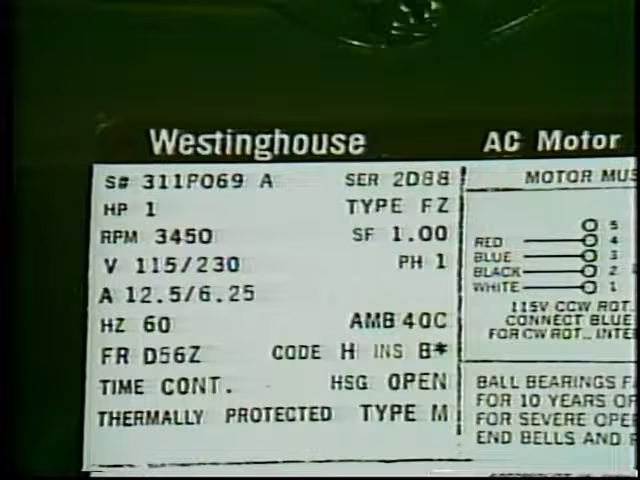 Westinghouse AC Motor
S# 311P069 A SER 2D88
HP 1 TYPE FZ
RPM 3450 SF 1.00
V 115/230 PH 1
A 12.5/6.25
HZ 60 AMB 40C
FR D56Z CODE H INS B*
TIME CONT. HSG OPEN
THERMALLY PROTECTED TYPE M
MOTOR MUS
5
RED 4
BLUE 3
BLACK 2
WHITE 1
115V CCW ROT.
CONNECT BLUE
FOR CW ROT., INTE
BALL BEARINGS F
FOR 10 YEARS OF
FOR SEVERE OPE
END BELLS AND